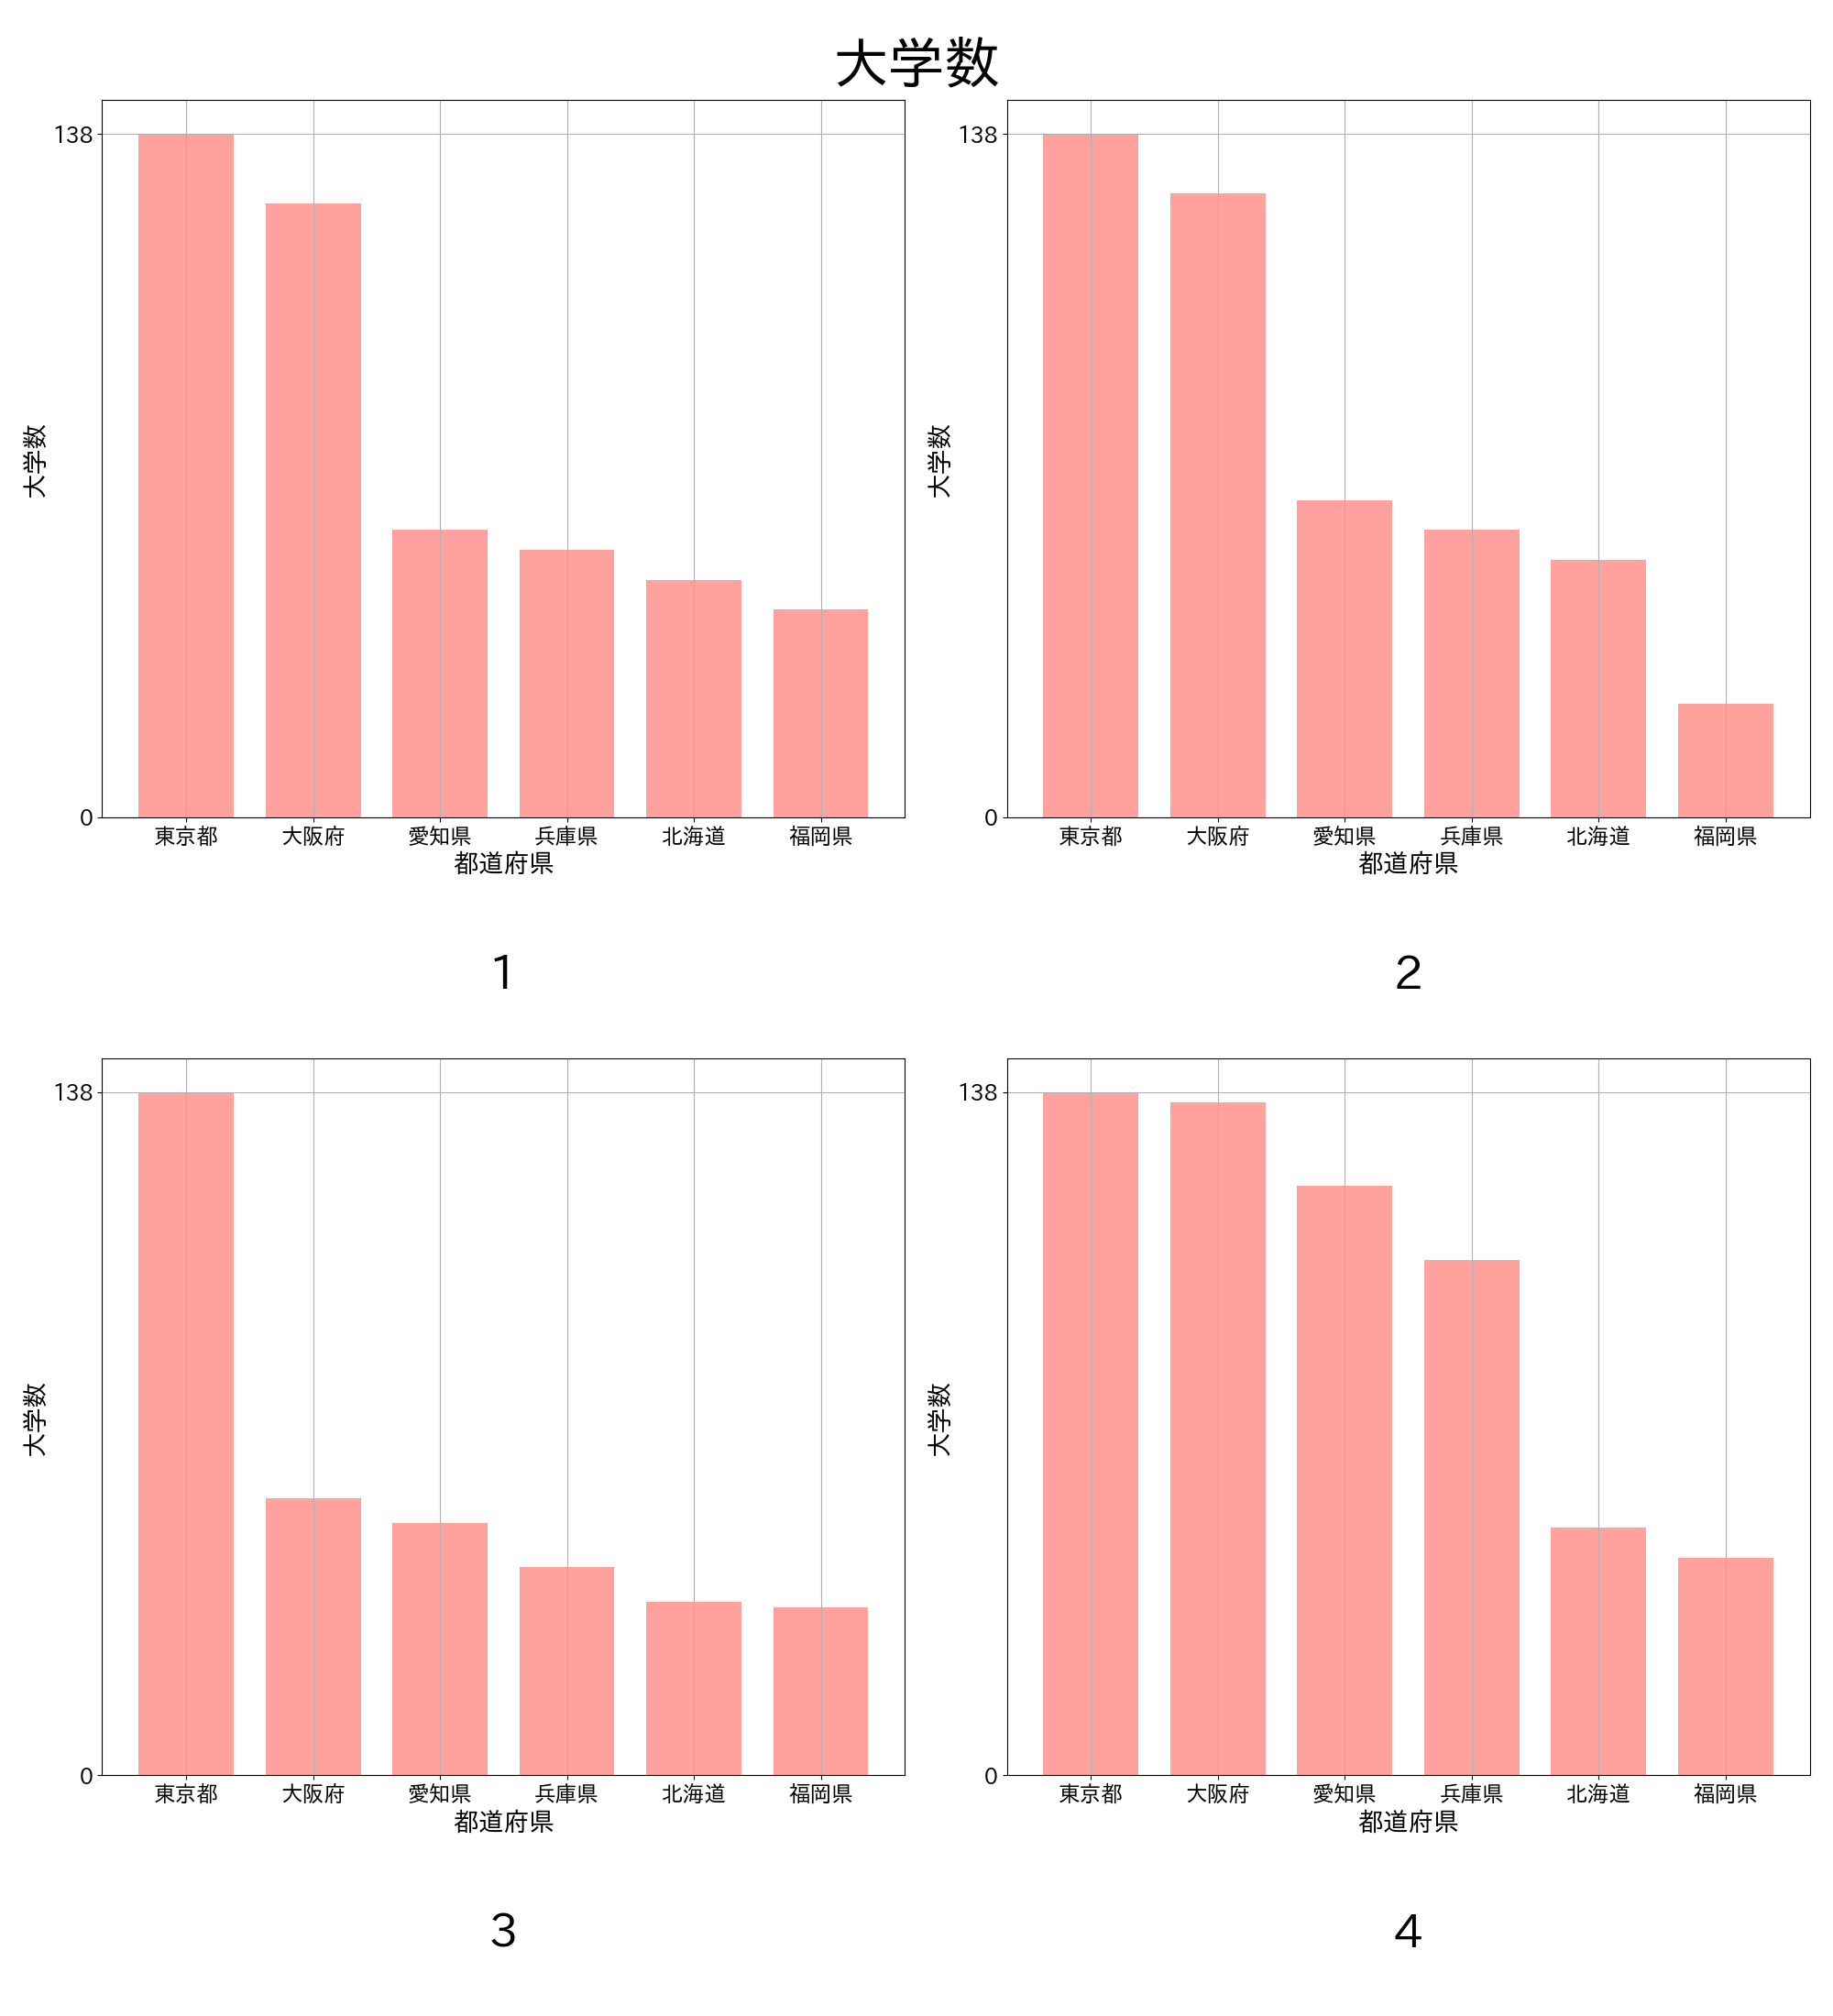 大学数
138
0
大学数
東京都 大阪府 愛知県 兵庫県 北海道 福岡県
都道府県
1
138
0
大学数
東京都 大阪府 愛知県 兵庫県 北海道 福岡県
都道府県
2
138
0
大学数
東京都 大阪府 愛知県 兵庫県 北海道 福岡県
都道府県
3
138
0
大学数
東京都 大阪府 愛知県 兵庫県 北海道 福岡県
都道府県
4